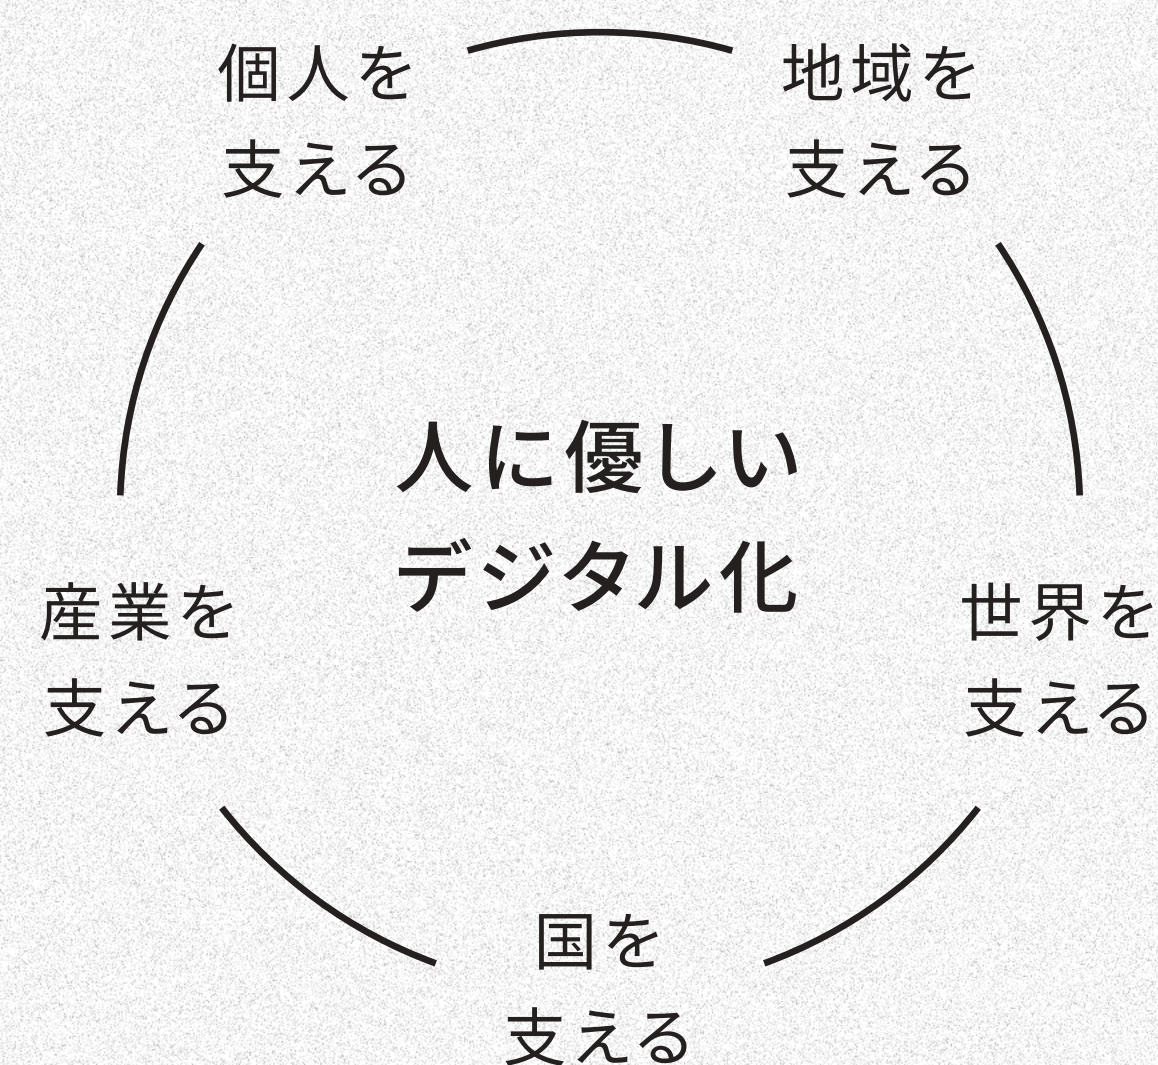 個人を
支える
地域を
支える
人に優しい
デジタル化
産業を
支える
世界を
支える
国を
支える